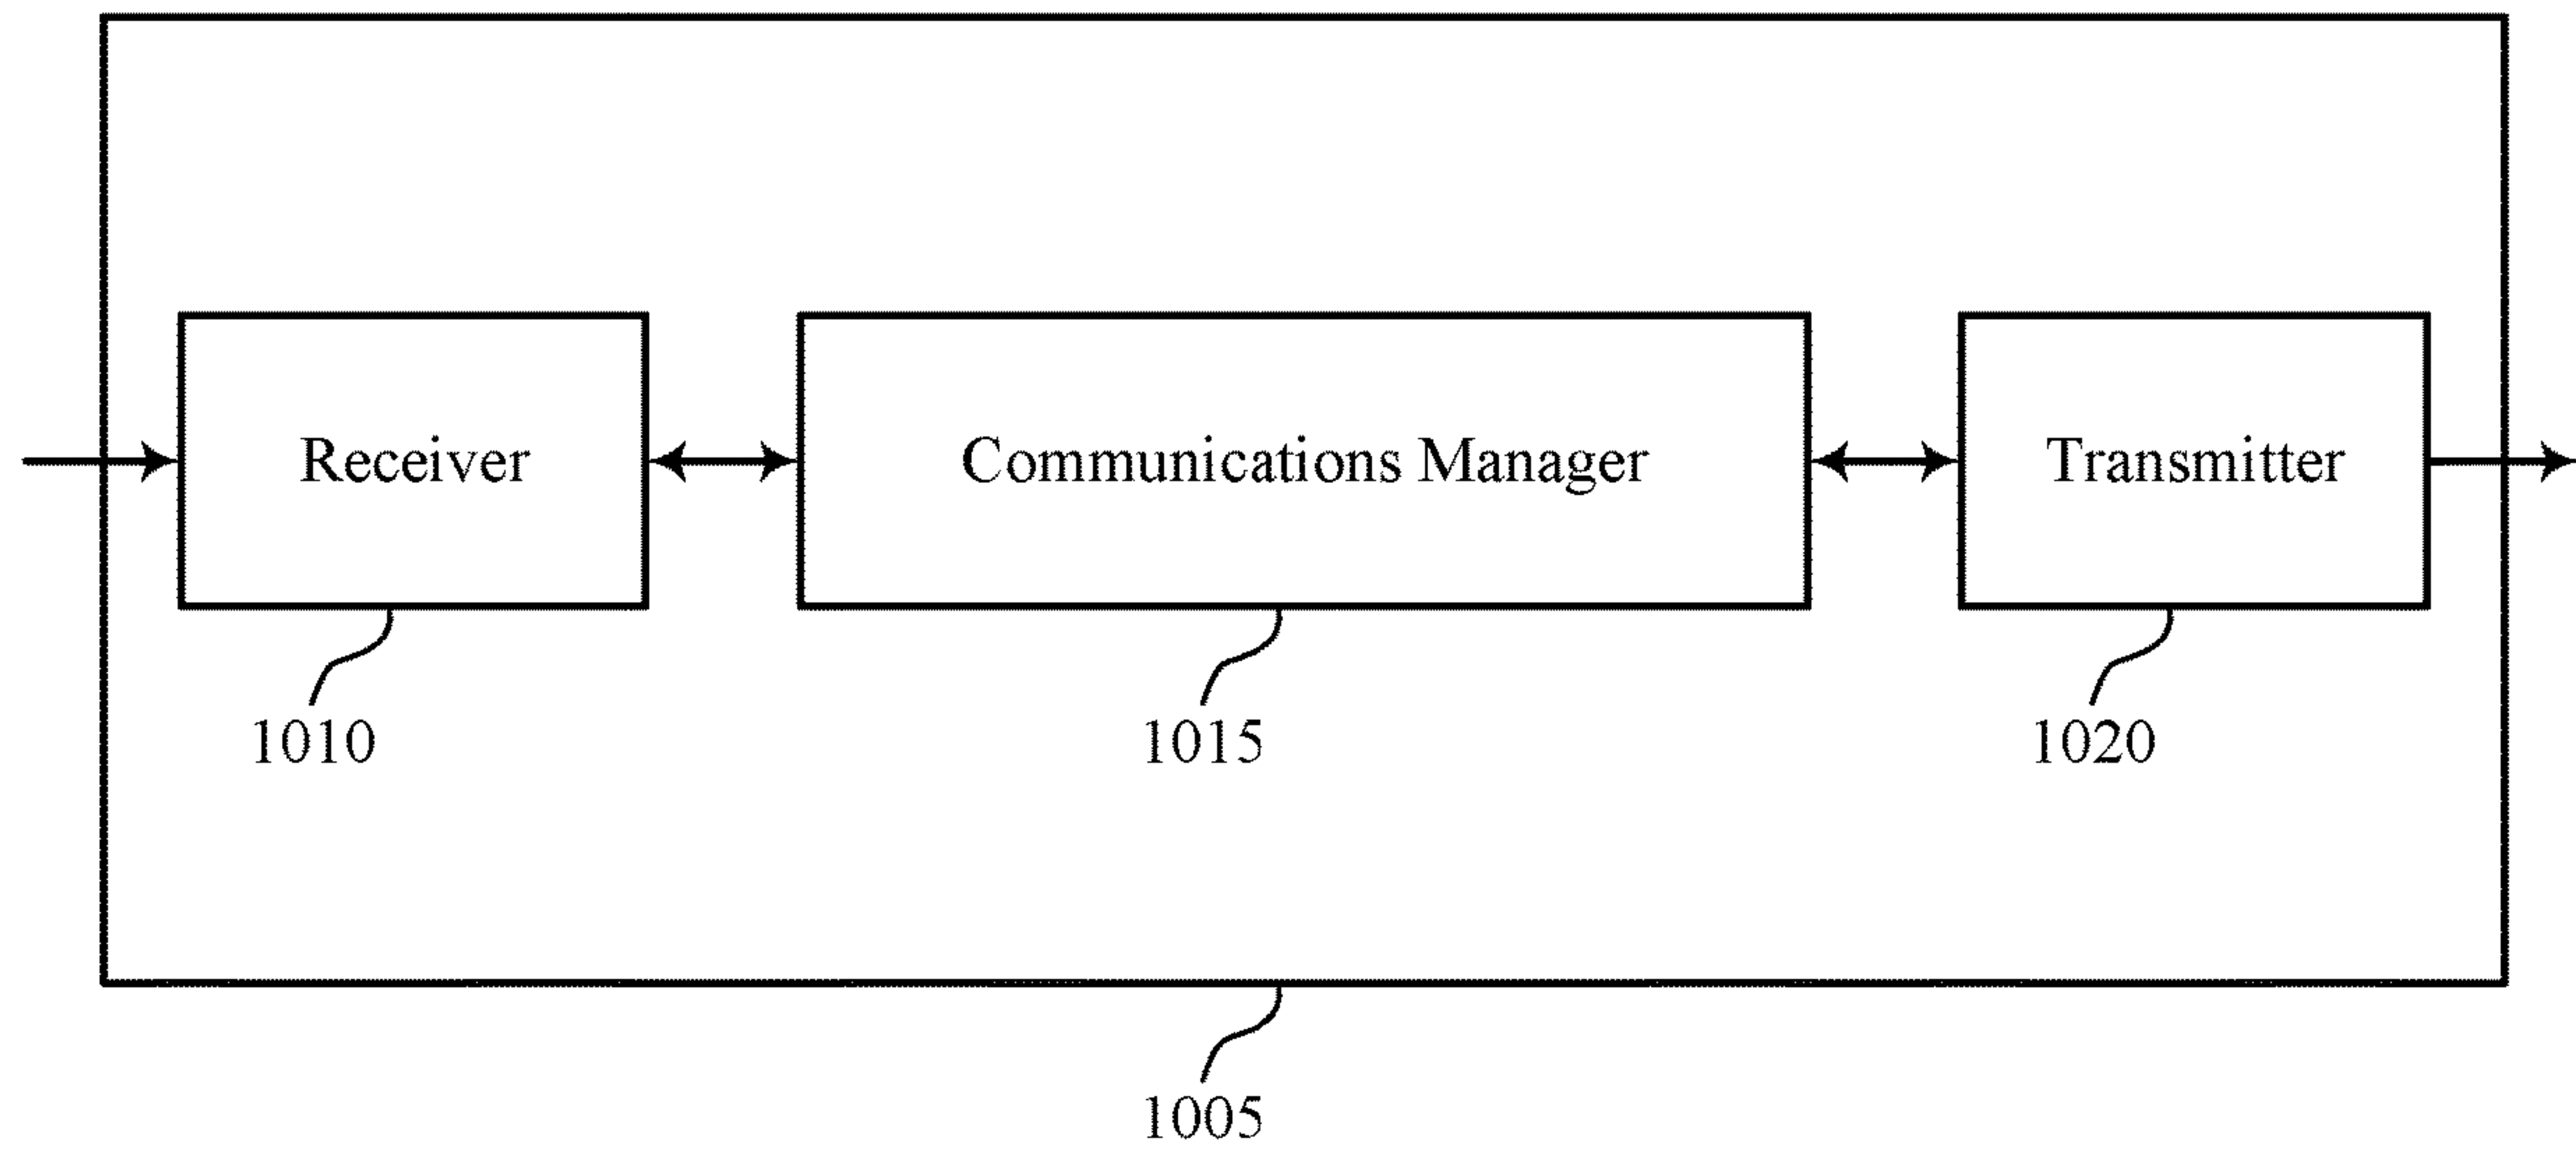 Receiver
Communications Manager
Transmitter
1010
1015
1020
1005